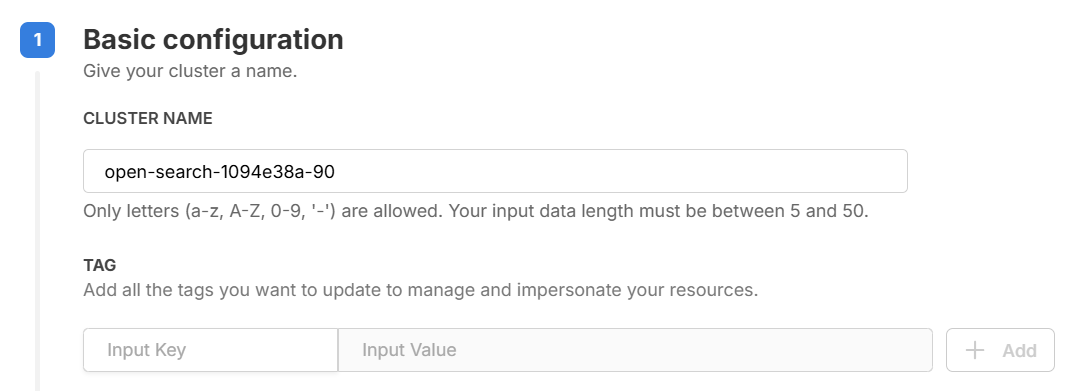 1
Basic configuration
Give your cluster a name.
CLUSTER NAME
open-search-1094e38a-90
Only letters (a-z, A-Z, 0-9, '-') are allowed. Your input data length must be between 5 and 50.
TAG
Add all the tags you want to update to manage and impersonate your resources.
Input Key
Input Value
Add